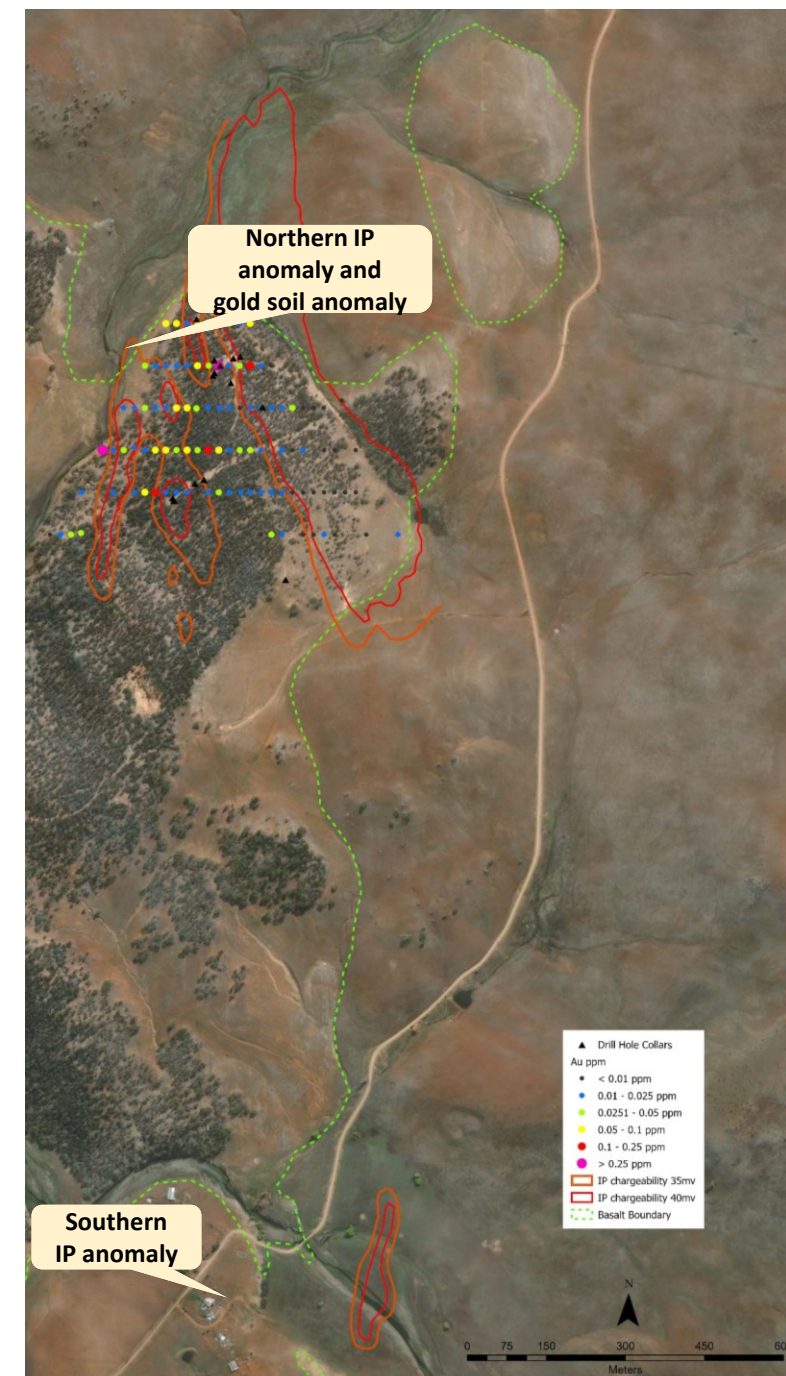 Northern IP
anomaly and
gold soil anomaly
Drill Hole Collars
Au ppm
< 0.01 ppm
0.01 - 0.025 ppm
0.0251 - 0.05 ppm
0.05 - 0.1 ppm
0.1 - 0.25 ppm
> 0.25 ppm
IP chargeability 35mv
IP chargeability 40mv
Basalt Boundary
Southern
IP anomaly
N
0 75 150 300 450 60
Meters